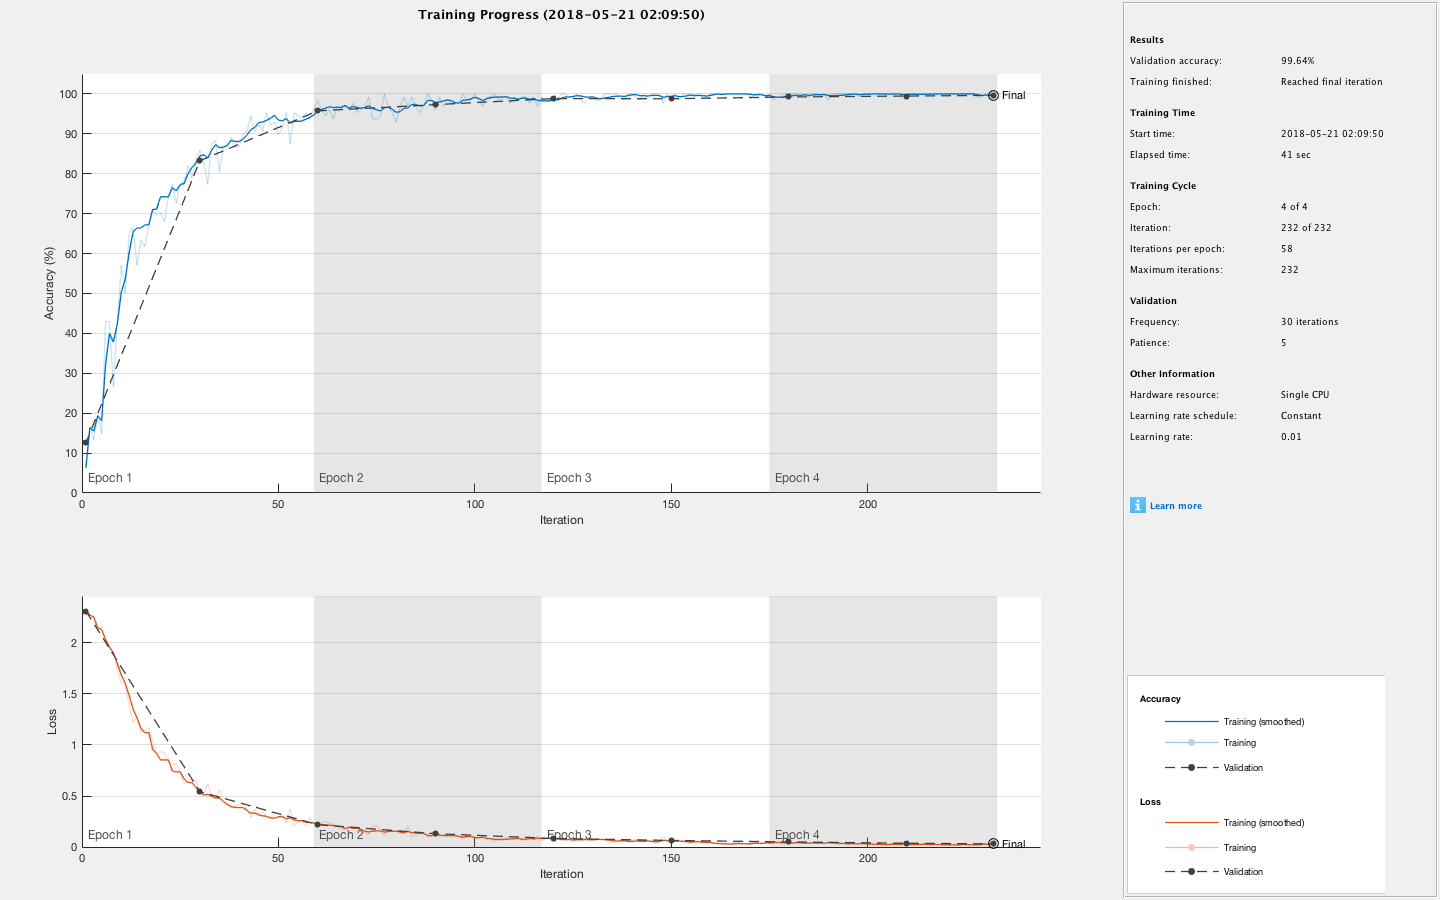 Training Progress (2018-05-21 02:09:50)
100
90
80
70
60
50
40
30
20
10
0
Accuracy (%)
Final
Epoch 1
Epoch 2
Epoch 3
Epoch 4
0
50
100
150
200
Iteration
2
1.5
1
0.5
0
Loss
Epoch 1
Epoch 2
Epoch 3
Epoch 4
Final
0
50
100
150
200
Iteration
Results
Validation accuracy: 99.64%
Training finished: Reached final iteration
Training Time
Start time: 2018-05-21 02:09:50
Elapsed time: 41 sec
Training Cycle
Epoch: 4 of 4
Iteration: 232 of 232
Iterations per epoch: 58
Maximum iterations: 232
Validation
Frequency: 30 iterations
Patience: 5
Other Information
Hardware resource: Single CPU
Learning rate schedule: Constant
Learning rate: 0.01
i Learn more
Accuracy
Training (smoothed)
Training
Validation
Loss
Training (smoothed)
Training
Validation